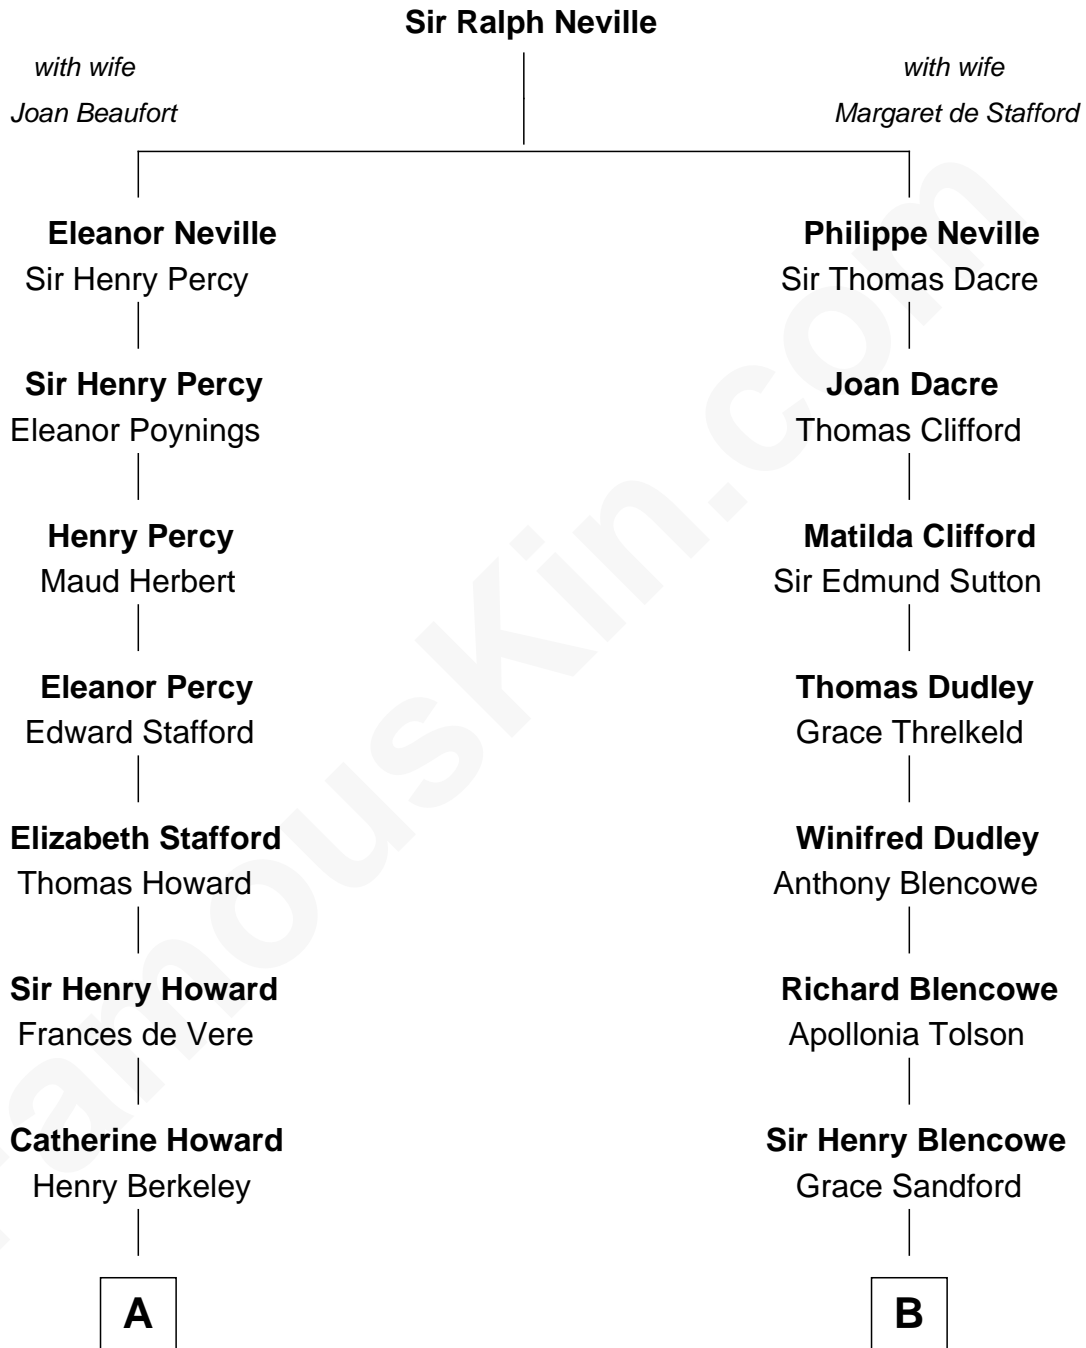 Sir Ralph Neville
with wife
Joan Beaufort
with wife
Margaret de Stafford
Eleanor Neville
Sir Henry Percy
Philippe Neville
Sir Thomas Dacre
Sir Henry Percy
Eleanor Poynings
Joan Dacre
Thomas Clifford
Henry Percy
Maud Herbert
Matilda Clifford
Sir Edmund Sutton
Eleanor Percy
Edward Stafford
Thomas Dudley
Grace Threlkeld
Elizabeth Stafford
Thomas Howard
Winifred Dudley
Anthony Blencowe
Sir Henry Howard
Frances de Vere
Richard Blencowe
Apollonia Tolson
Catherine Howard
Henry Berkeley
Sir Henry Blencowe
Grace Sandford
A
B
FamousKin.com